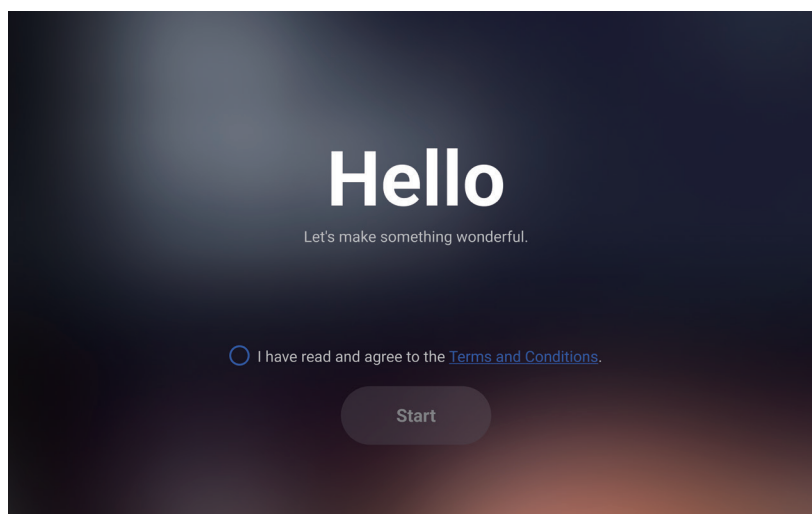 Hello
Let's make something wonderful.
I have read and agree to the Terms and Conditions.
Start